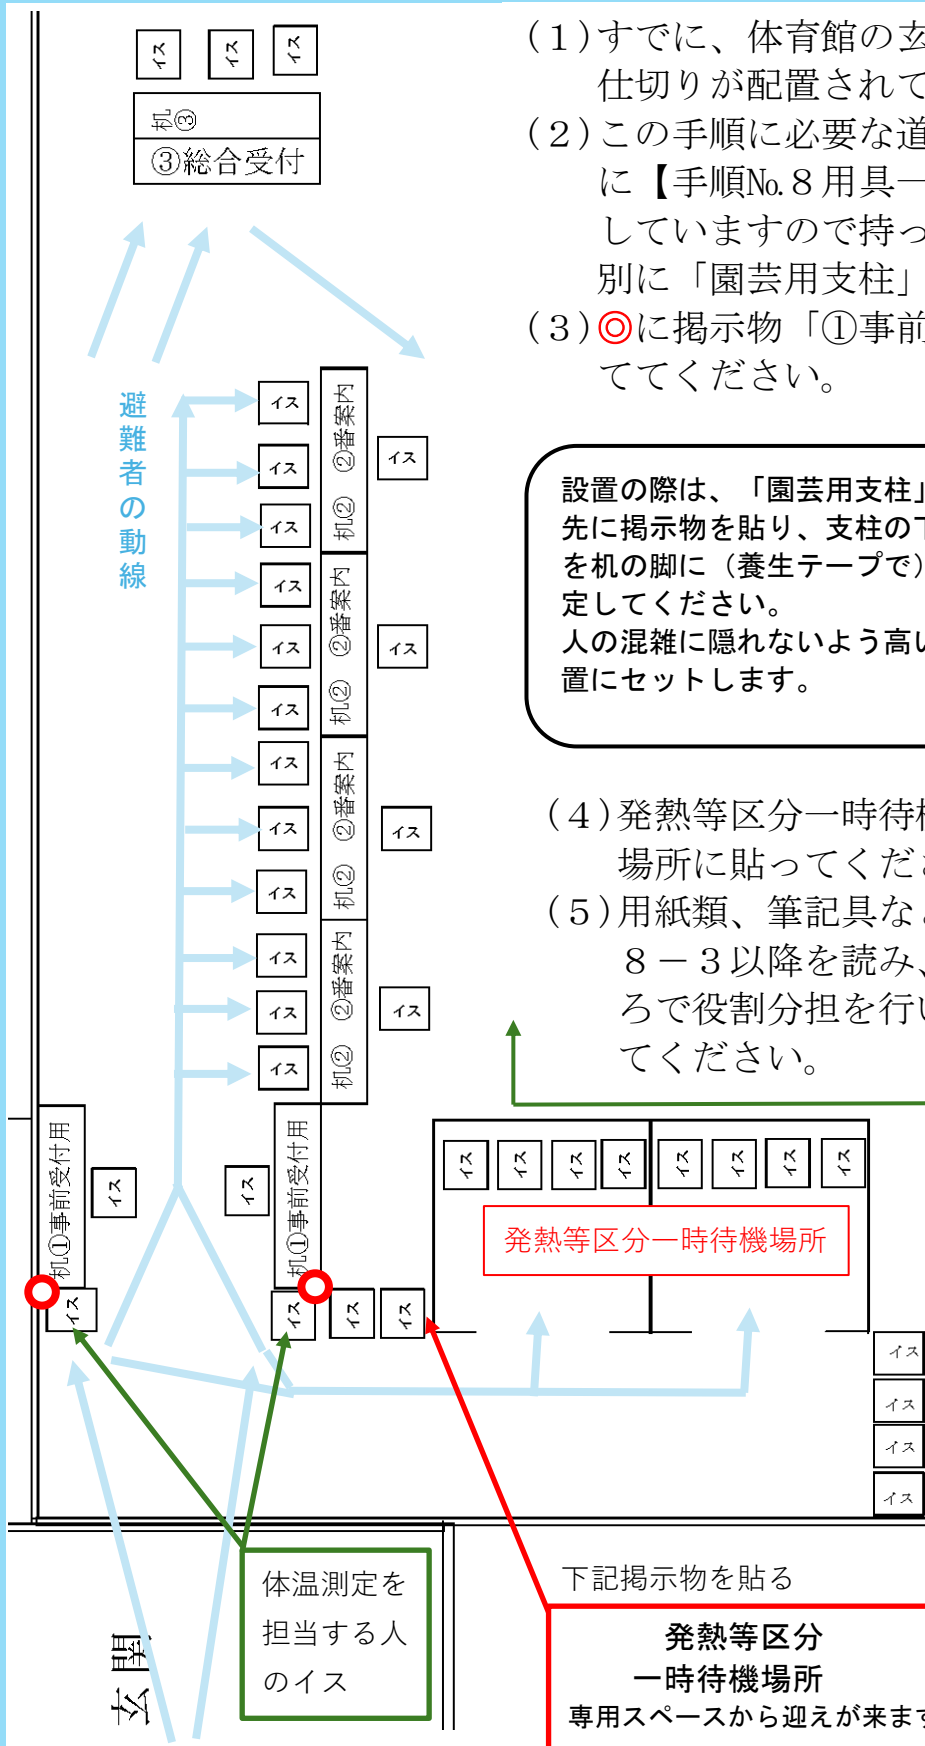 イス
イス
イス
机③
③総合受付
避難者の動線
イス
イス
イス
イス
イス
イス
イス
イス
イス
イス
イス
イス
机② ②番案内
机② ②番案内
机② ②番案内
机② ②番案内
イス
イス
イス
イス
机①事前受付用
イス
イス
イス
机①事前受付用
イス
イス
イス
イス
イス
イス
イス
イス
イス
イス
イス
発熱等区分一時待機場所
イス
イス
イス
イス
玄関
体温測定を
担当する人
のイス
(1)すでに、体育館の玄
仕切りが配置されて
(2)この手順に必要な道
に【手順№8用具一
していますので持っ
別に「園芸用支柱」
(3)◎に掲示物「①事前
ててください。
設置の際は、「園芸用支柱」
先に掲示物を貼り、支柱の下
を机の脚に(養生テープで)
定してください。
人の混雑に隠れないよう高い
置にセットします。
(4)発熱等区分一時待機
場所に貼ってくださ
(5)用紙類、筆記具など
8-3以降を読み、
ろで役割分担を行い
てください。
下記掲示物を貼る
発熱等区分
一時待機場所
専用スペースから迎えが来ます